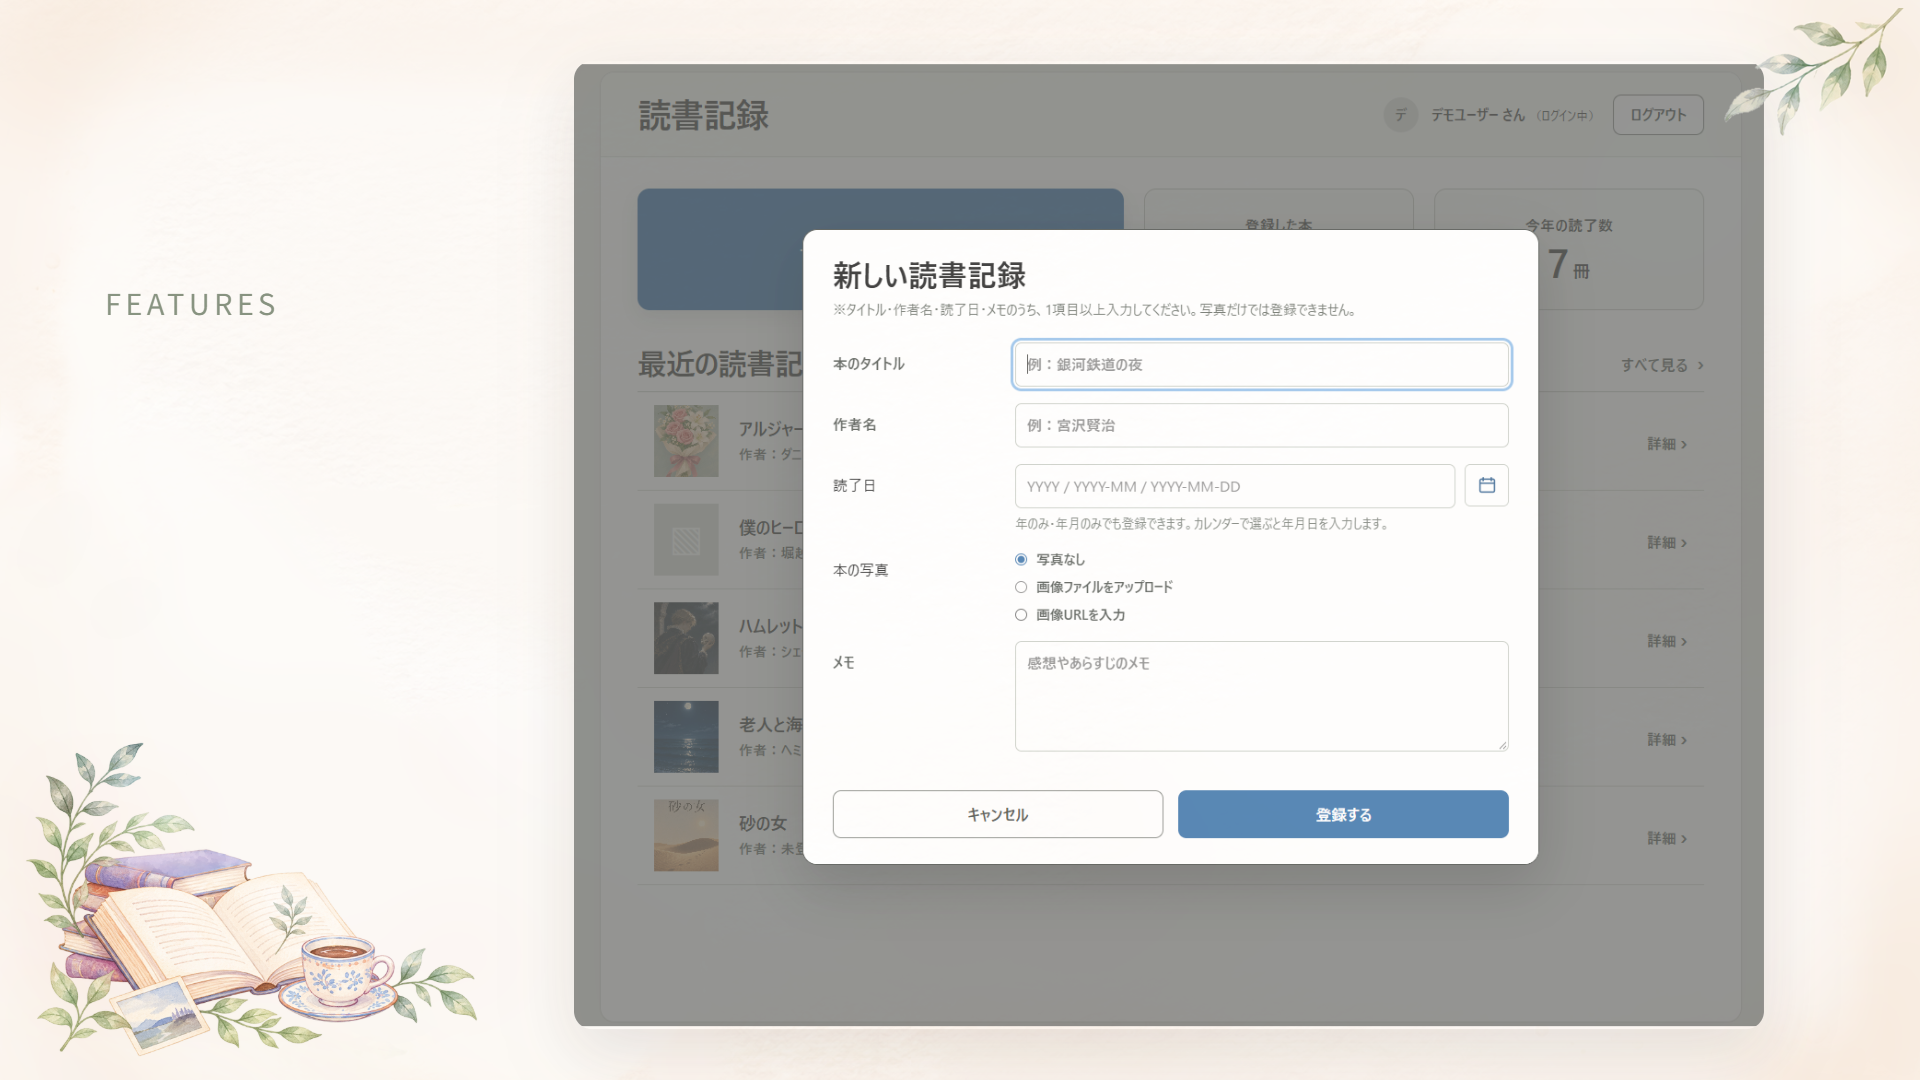 FEATURES
読書記録
デ
デモユーザー さん (ログイン中)
ログアウト
登録した本
今年の読了数
7 冊
最近の読書記
すべて見る
アルジャー
作者：ダニ
詳細
僕のヒーロ
作者：堀越
詳細
ハムレット
作者：シェ
詳細
老人と海
作者：ヘミ
詳細
砂の女
砂の女
作者：未登
詳細
新しい読書記録
※タイトル・作者名・読了日・メモのうち、1項目以上入力してください。写真だけでは登録できません。
本のタイトル
例：銀河鉄道の夜
作者名
例：宮沢賢治
読了日
YYYY / YYYY-MM / YYYY-MM-DD
年のみ・年月のみでも登録できます。カレンダーで選ぶと年月日を入力します。
本の写真
写真なし
画像ファイルをアップロード
画像URLを入力
メモ
感想やあらすじのメモ
キャンセル
登録する